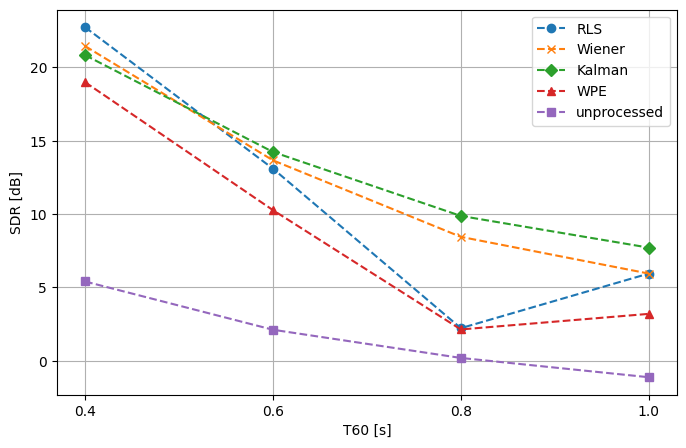 RLS
Wiener
Kalman
WPE
unprocessed
SDR [dB]
20
15
10
5
0
0.4 0.6 0.8 1.0
T60 [s]